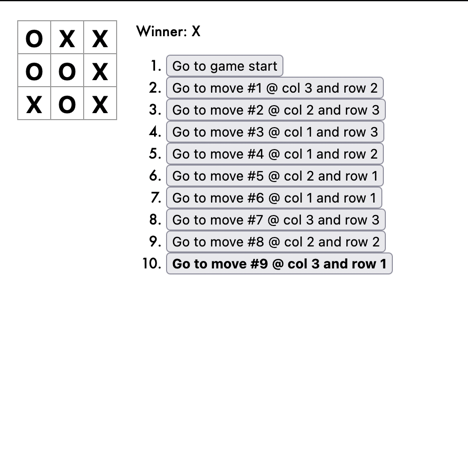 O X X
O O X
X O X
Winner: X
1. Go to game start
2. Go to move #1 @ col 3 and row 2
3. Go to move #2 @ col 2 and row 3
4. Go to move #3 @ col 1 and row 3
5. Go to move #4 @ col 1 and row 2
6. Go to move #5 @ col 2 and row 1
7. Go to move #6 @ col 1 and row 1
8. Go to move #7 @ col 3 and row 3
9. Go to move #8 @ col 2 and row 2
10. Go to move #9 @ col 3 and row 1